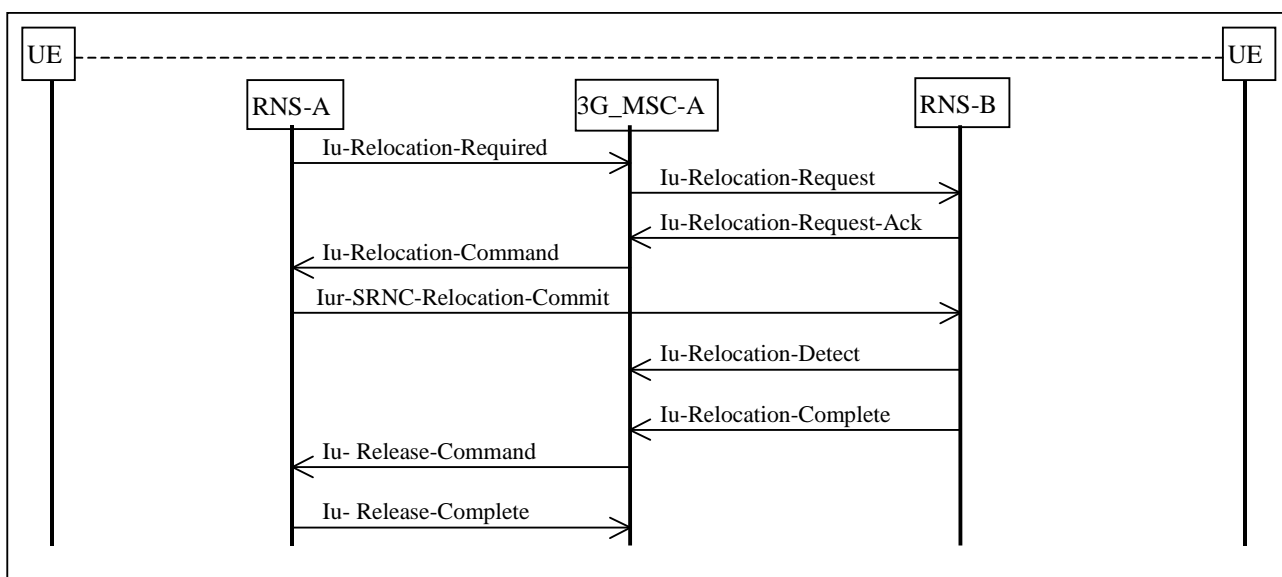 UE
UE
RNS-A
3G_MSC-A
RNS-B
Iu-Relocation-Required
Iu-Relocation-Request
Iu-Relocation-Request-Ack
Iu-Relocation-Command
Iur-SRNC-Relocation-Commit
Iu-Relocation-Detect
Iu-Relocation-Complete
Iu- Release-Command
Iu- Release-Complete